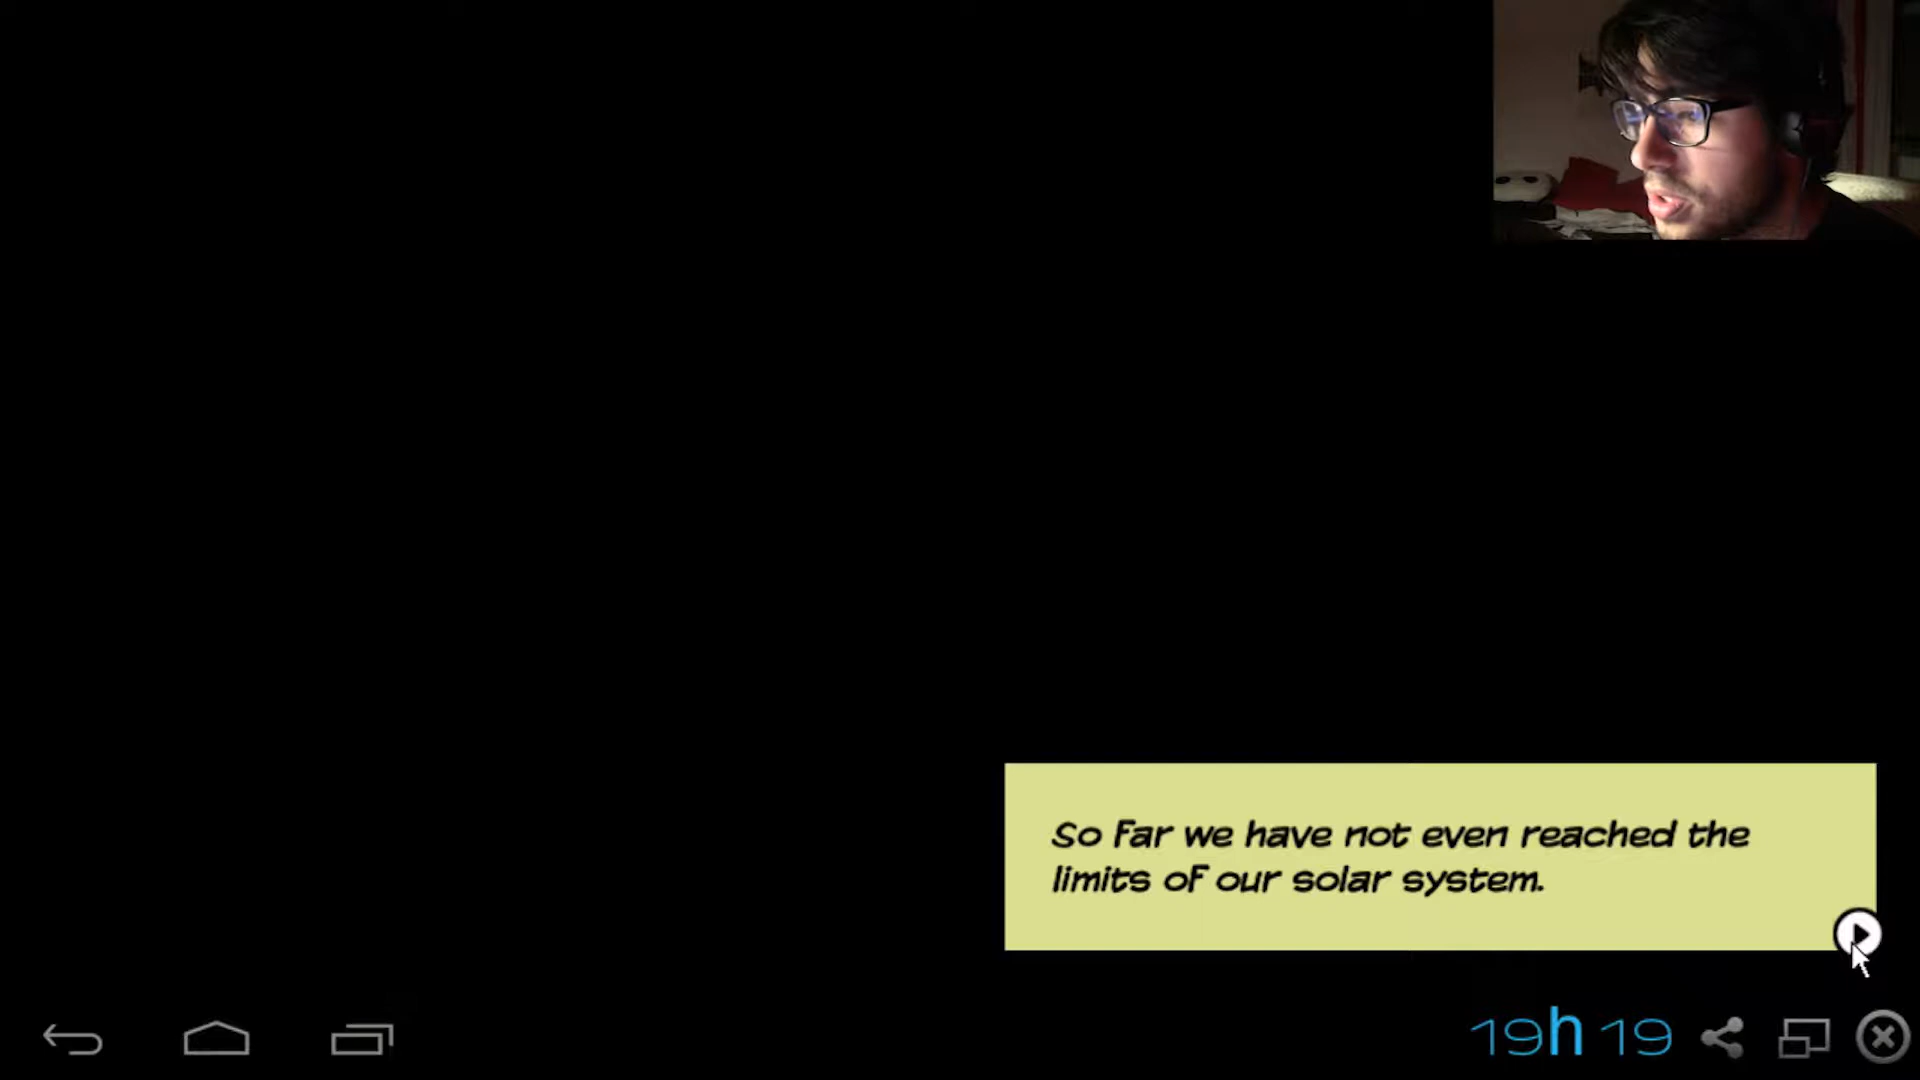 So far we have not even reached the
limits of our solar system.
19h19